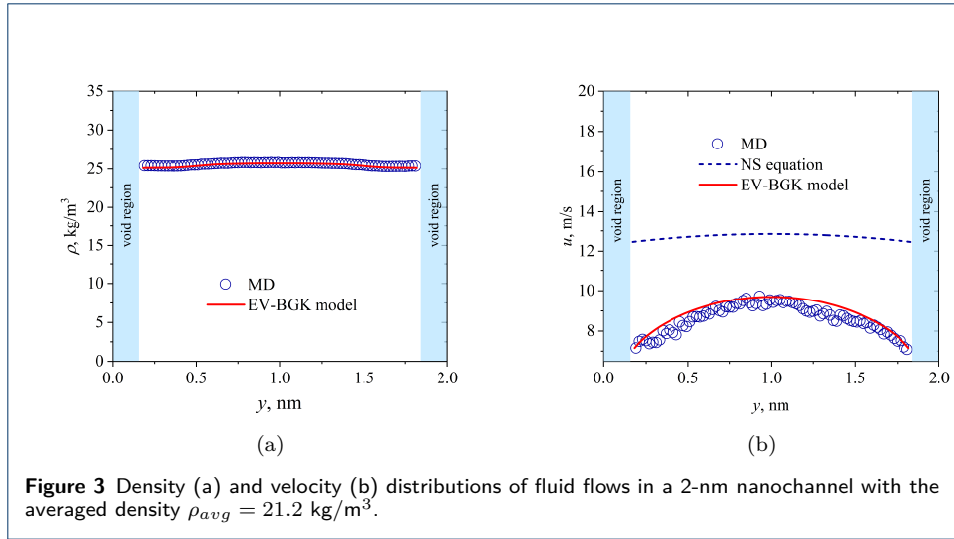 35
30
25
20
15
10
5
0
ρ, kg/m³
void region
void region
MD
EV-BGK model
0.0 0.5 1.0 1.5 2.0
y, nm
(a)
20
18
16
14
12
10
8
u, m/s
void region
void region
MD
NS equation
EV-BGK model
0.0 0.5 1.0 1.5 2.0
y, nm
(b)
Figure 3 Density (a) and velocity (b) distributions of fluid flows in a 2-nm nanochannel with the
averaged density ρavg = 21.2 kg/m³.